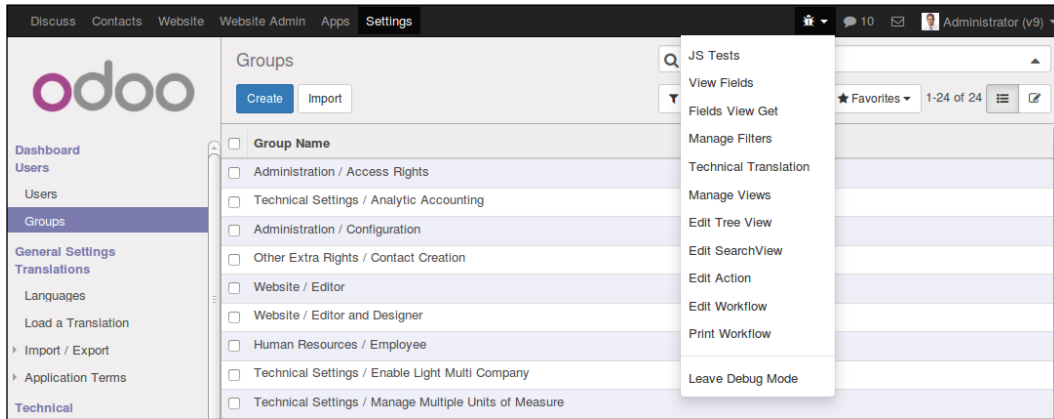 Discuss Contacts Website Website Admin Apps Settings 10 Administrator (v9)
odoo
Dashboard
Users
Users
Groups
General Settings
Translations
Languages
Load a Translation
Import / Export
Application Terms
Technical
Groups
Create Import
Favorites 1-24 of 24
Group Name
Administration / Access Rights
Technical Settings / Analytic Accounting
Administration / Configuration
Other Extra Rights / Contact Creation
Website / Editor
Website / Editor and Designer
Human Resources / Employee
Technical Settings / Enable Light Multi Company
Technical Settings / Manage Multiple Units of Measure
JS Tests
View Fields
Fields View Get
Manage Filters
Technical Translation
Manage Views
Edit Tree View
Edit SearchView
Edit Action
Edit Workflow
Print Workflow
Leave Debug Mode